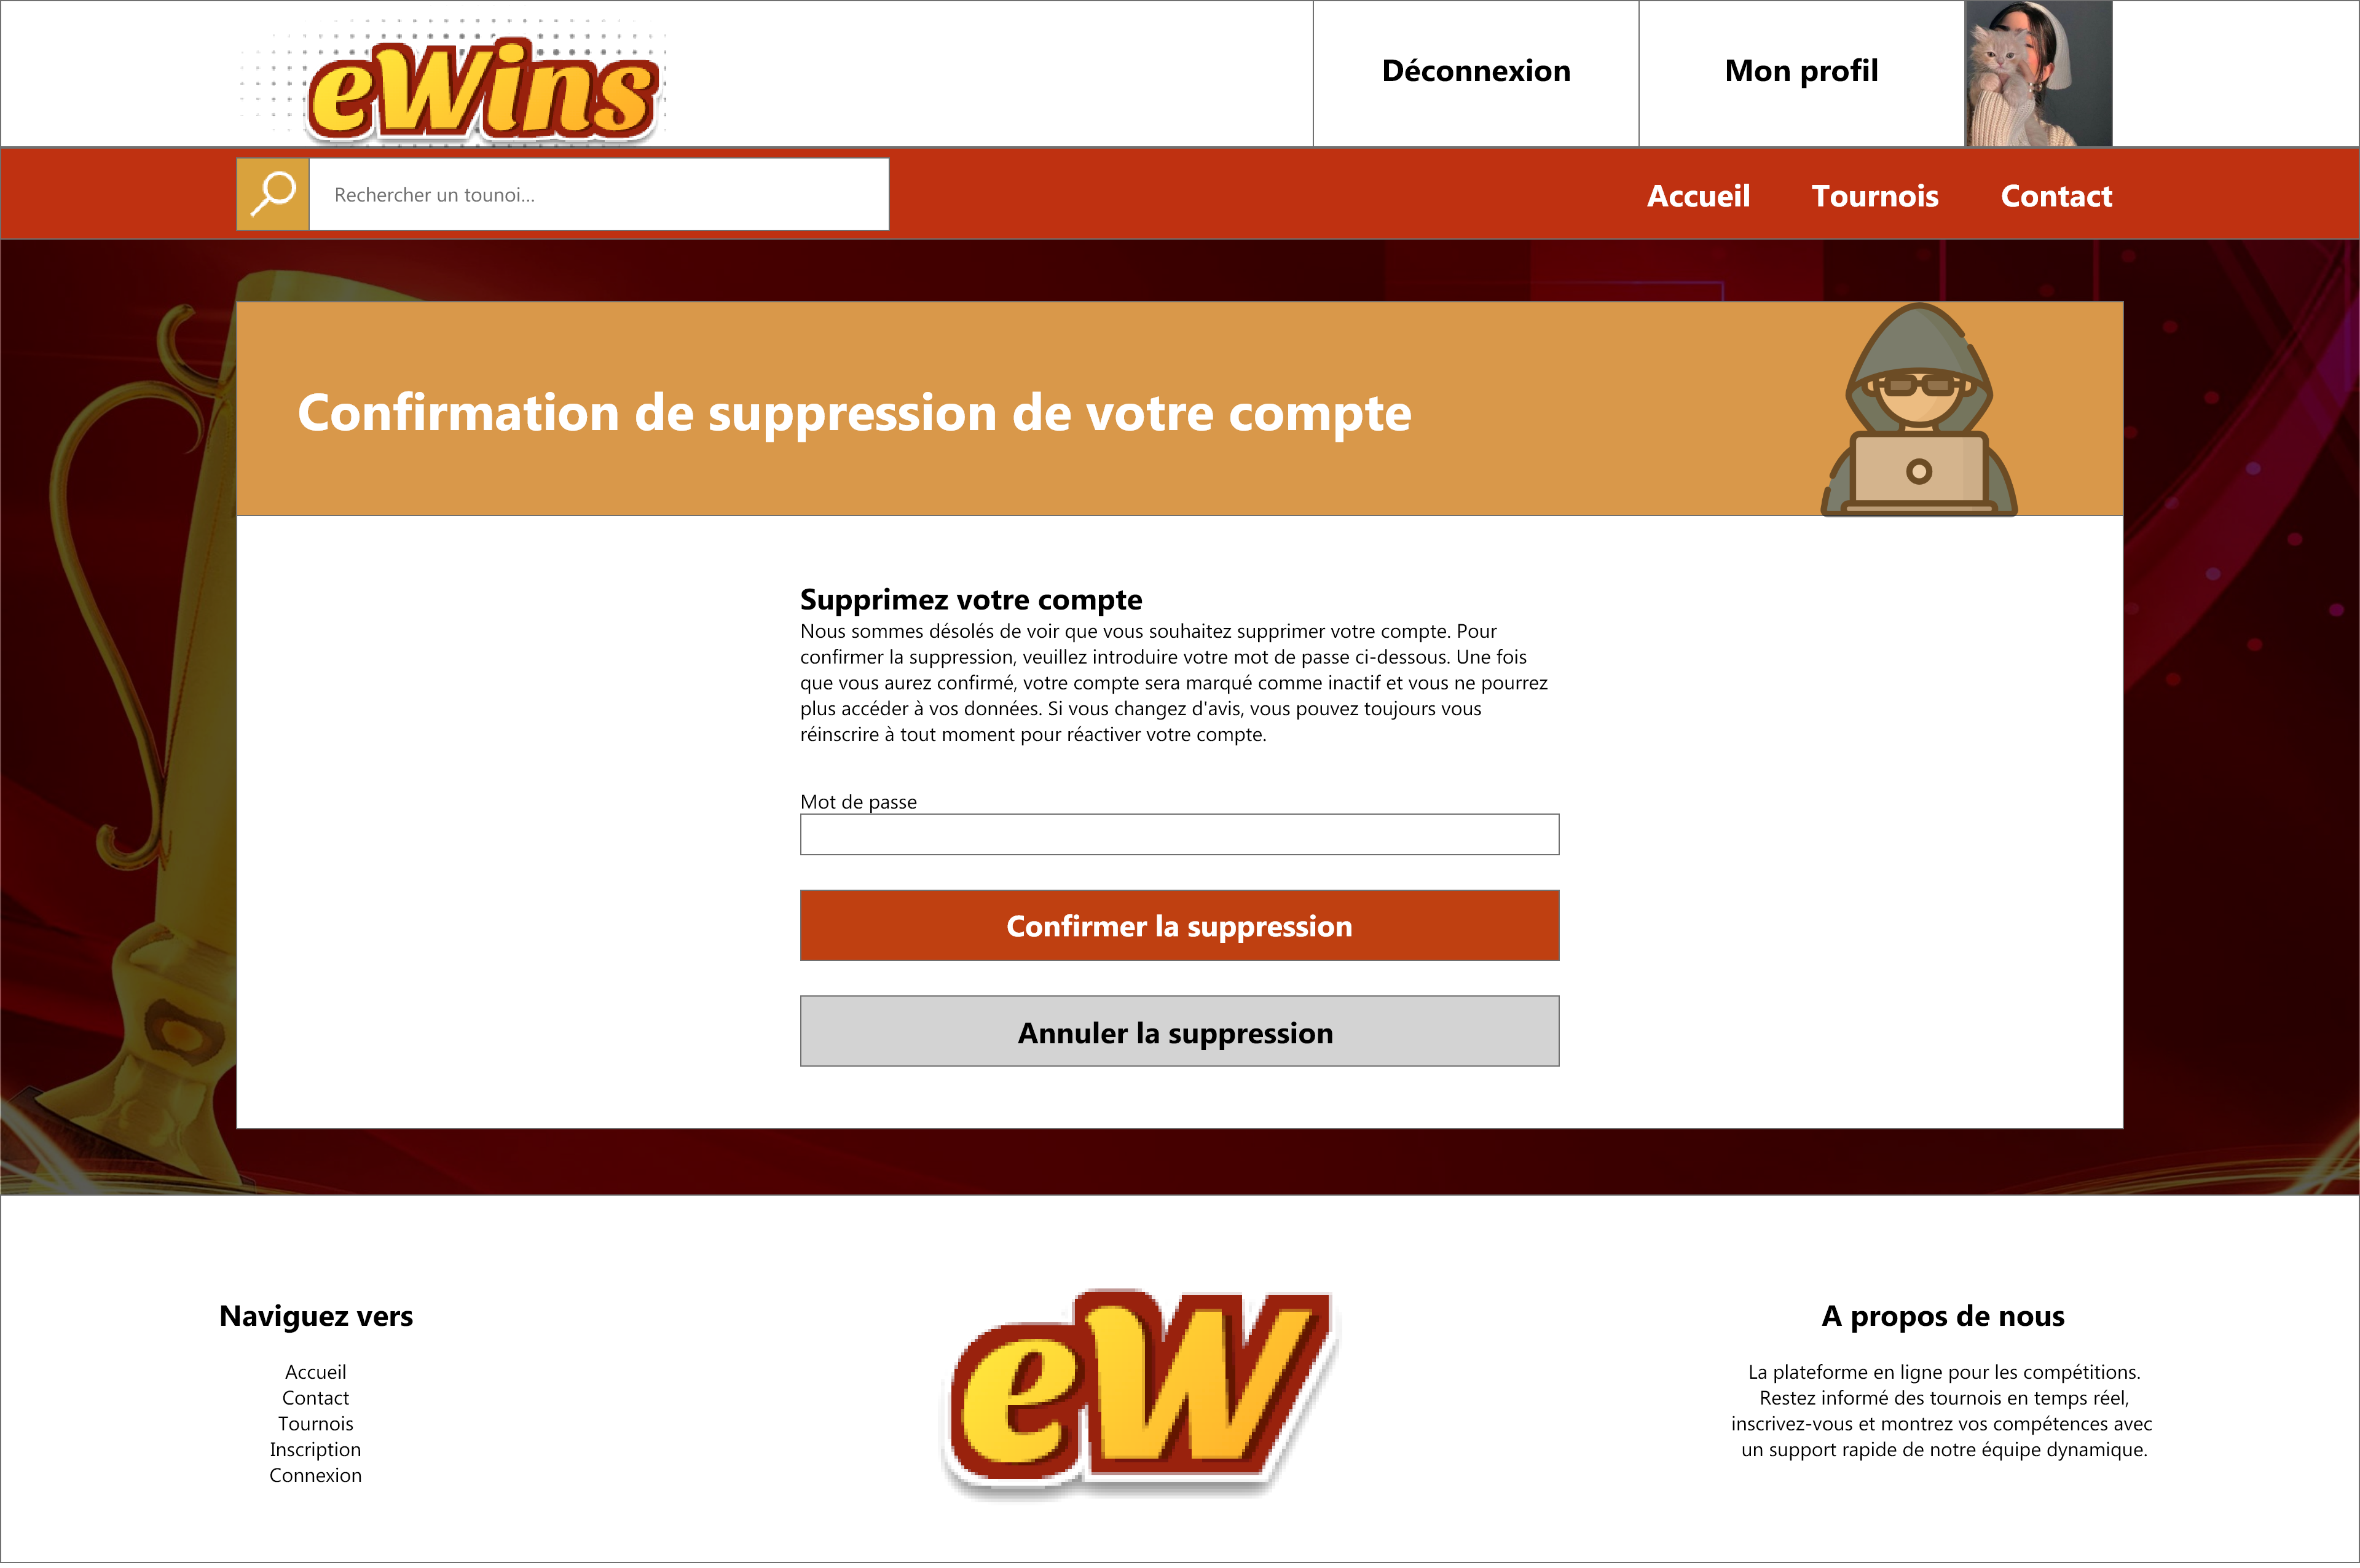 eWins
Déconnexion
Mon profil
Rechercher un tounoi...
Accueil
Tournois
Contact
Confirmation de suppression de votre compte
Supprimez votre compte
Nous sommes désolés de voir que vous souhaitez supprimer votre compte. Pour
confirmer la suppression, veuillez introduire votre mot de passe ci-dessous. Une fois
que vous aurez confirmé, votre compte sera marqué comme inactif et vous ne pourrez
plus accéder à vos données. Si vous changez d'avis, vous pouvez toujours vous
réinscrire à tout moment pour réactiver votre compte.
Mot de passe
Confirmer la suppression
Annuler la suppression
Naviguez vers
Accueil
Contact
Tournois
Inscription
Connexion
eW
A propos de nous
La plateforme en ligne pour les compétitions.
Restez informé des tournois en temps réel,
inscrivez-vous et montrez vos compétences avec
un support rapide de notre équipe dynamique.